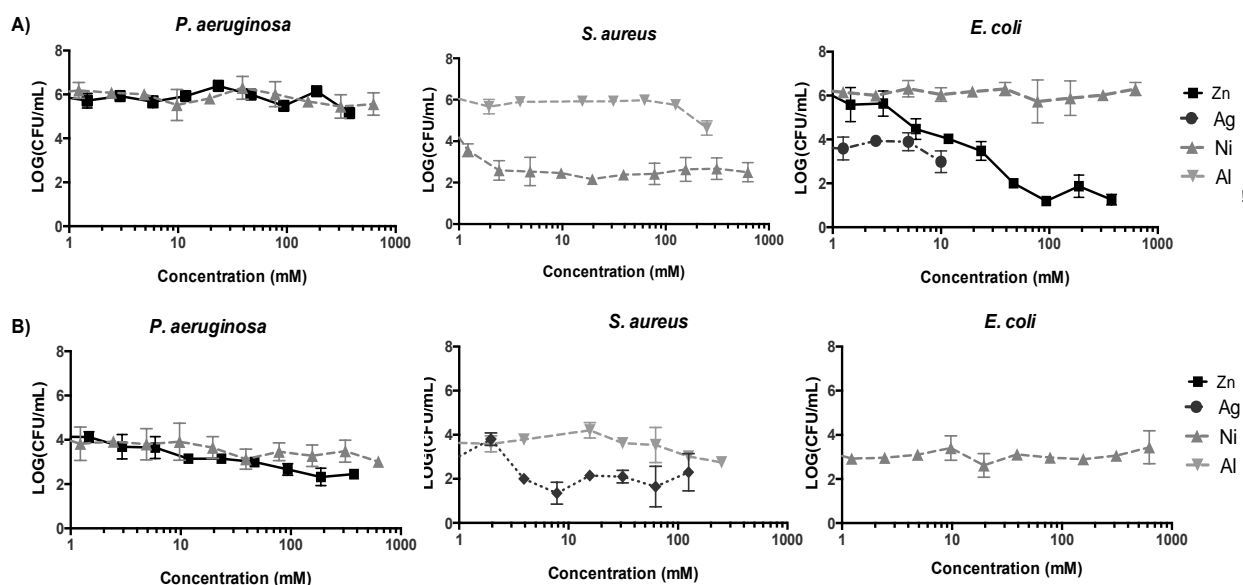 A)
P. aeruginosa
S. aureus
E. coli
LOG(CFU/mL)
8
6
4
2
0
1
10
100
1000
Concentration (mM)
LOG(CFU/mL)
8
6
4
2
0
1
10
100
1000
Concentration (mM)
LOG(CFU/mL)
8
6
4
2
0
1
10
100
1000
Concentration (mM)
Zn
Ag
Ni
Al
B)
P. aeruginosa
S. aureus
E. coli
LOG(CFU/mL)
8
6
4
2
0
1
10
100
1000
Concentration (mM)
LOG(CFU/mL)
8
6
4
2
0
1
10
100
1000
Concentration (mM)
LOG(CFU/mL)
8
6
4
2
0
1
10
100
1000
Concentration (mM)
Zn
Ag
Ni
Al